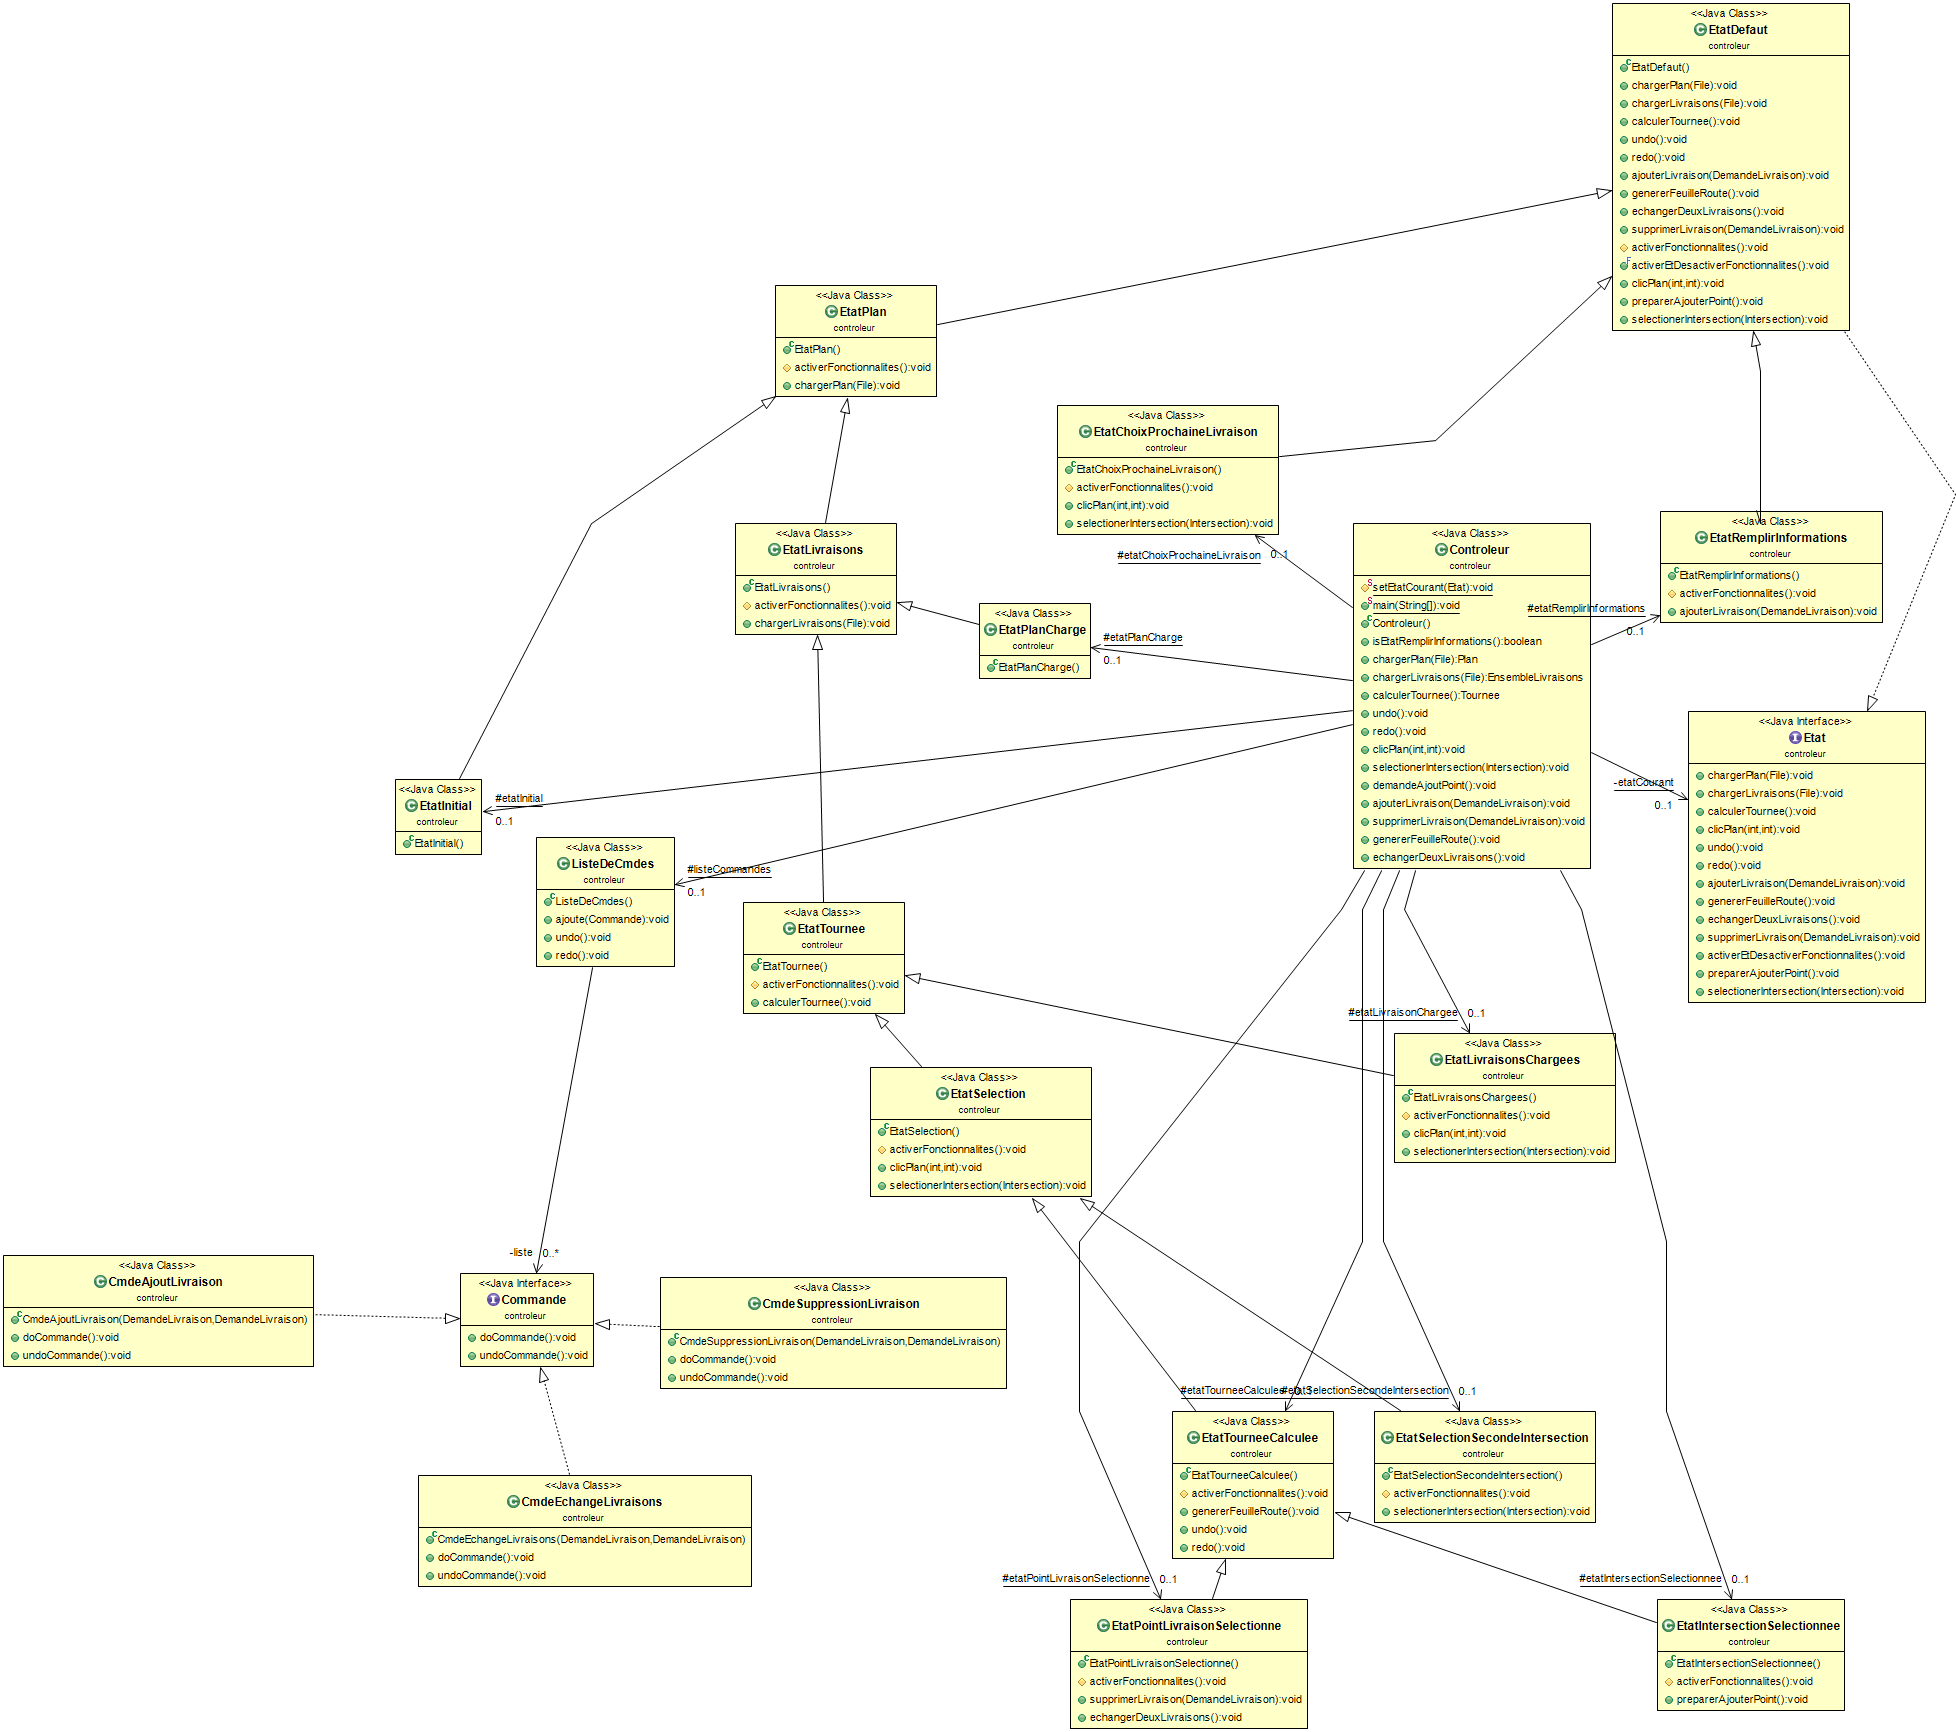 <<Java Class>>
EtatDefaut
controleur
EtatDefaut()
chargerPlan(File):void
chargerLivraisons(File):void
calculerTournee():void
undo():void
redo():void
ajouterLivraison(DemandeLivraison):void
genererFeuilleRoute():void
echangerDeuxLivraisons():void
supprimerLivraison(DemandeLivraison):void
activerFonctionnalites():void
activerEtDesactiverFonctionnalites():void
clicPlan(int,int):void
preparerAjouterPoint():void
selectionerIntersection(Intersection):void
<<Java Class>>
EtatPlan
controleur
EtatPlan()
activerFonctionnalites():void
chargerPlan(File):void
<<Java Class>>
EtatChoixProchaineLivraison
controleur
EtatChoixProchaineLivraison()
activerFonctionnalites():void
clicPlan(int,int):void
selectionerIntersection(Intersection):void
#etatChoixProchaineLivraison 0..1
<<Java Class>>
EtatLivraisons
controleur
EtatLivraisons()
activerFonctionnalites():void
chargerLivraisons(File):void
<<Java Class>>
EtatPlanCharge
controleur
EtatPlanCharge()
#etatPlanCharge
0..1
<<Java Class>>
Controleur
controleur
setEtatCourant(Etat):void
main(String[]):void
Controleur()
isEtatRemplirInformations():boolean
chargerPlan(File):Plan
chargerLivraisons(File):EnsembleLivraisons
calculerTournee():Tournee
undo():void
redo():void
clicPlan(int,int):void
selectionerIntersection(Intersection):void
demandeAjoutPoint():void
ajouterLivraison(DemandeLivraison):void
supprimerLivraison(DemandeLivraison):void
genererFeuilleRoute():void
echangerDeuxLivraisons():void
<<Java Class>>
EtatRemplirInformations
controleur
EtatRemplirInformations()
activerFonctionnalites():void
ajouterLivraison(DemandeLivraison):void
#etatRemplirInformations
0..1
<<Java Interface>>
Etat
controleur
chargerPlan(File):void
chargerLivraisons(File):void
calculerTournee():void
clicPlan(int,int):void
undo():void
redo():void
ajouterLivraison(DemandeLivraison):void
genererFeuilleRoute():void
echangerDeuxLivraisons():void
supprimerLivraison(DemandeLivraison):void
activerEtDesactiverFonctionnalites():void
preparerAjouterPoint():void
selectionerIntersection(Intersection):void
-etatCourant
0..1
<<Java Class>>
EtatInitial
controleur
EtatInitial()
#etatInitial
0..1
<<Java Class>>
ListeDeCmdes
controleur
ListeDeCmdes()
ajoute(Commande):void
undo():void
redo():void
#listeCommandes
0..1
<<Java Class>>
EtatTournee
controleur
EtatTournee()
activerFonctionnalites():void
calculerTournee():void
#etatLivraisonChargee 0..1
<<Java Class>>
EtatLivraisonsChargees
controleur
EtatLivraisonsChargees()
activerFonctionnalites():void
clicPlan(int,int):void
selectionerIntersection(Intersection):void
<<Java Class>>
EtatSelection
controleur
EtatSelection()
activerFonctionnalites():void
clicPlan(int,int):void
selectionerIntersection(Intersection):void
-liste 0..*
<<Java Class>>
CmdeAjoutLivraison
controleur
CmdeAjoutLivraison(DemandeLivraison,DemandeLivraison)
doCommande():void
undoCommande():void
<<Java Interface>>
Commande
controleur
doCommande():void
undoCommande():void
<<Java Class>>
CmdeSuppressionLivraison
controleur
CmdeSuppressionLivraison(DemandeLivraison,DemandeLivraison)
doCommande():void
undoCommande():void
<<Java Class>>
CmdeEchangeLivraisons
controleur
CmdeEchangeLivraisons(DemandeLivraison,DemandeLivraison)
doCommande():void
undoCommande():void
#etatTourneeCalculee 0..1
#etatSelectionSecondeIntersection 0..1
<<Java Class>>
EtatTourneeCalculee
controleur
EtatTourneeCalculee()
activerFonctionnalites():void
genererFeuilleRoute():void
undo():void
redo():void
<<Java Class>>
EtatSelectionSecondeIntersection
controleur
EtatSelectionSecondeIntersection()
activerFonctionnalites():void
selectionerIntersection(Intersection):void
#etatPointLivraisonSelectionne 0..1
<<Java Class>>
EtatPointLivraisonSelectionne
controleur
EtatPointLivraisonSelectionne()
activerFonctionnalites():void
supprimerLivraison(DemandeLivraison):void
echangerDeuxLivraisons():void
#etatIntersectionSelectionnee 0..1
<<Java Class>>
EtatIntersectionSelectionnee
controleur
EtatIntersectionSelectionnee()
activerFonctionnalites():void
preparerAjouterPoint():void